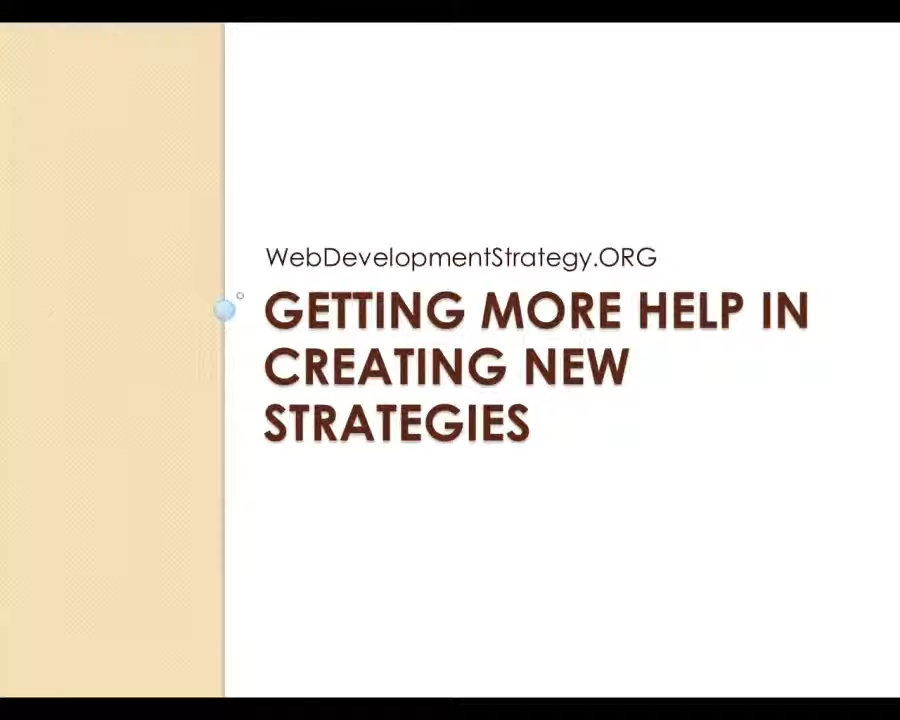 WebDevelopmentStrategy.ORG
GETTING MORE HELP IN
CREATING NEW
STRATEGIES